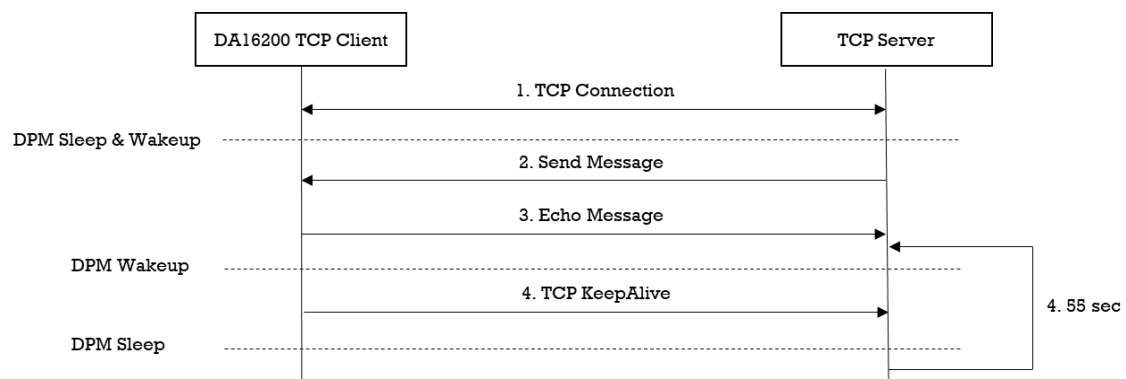 DA16200 TCP Client
TCP Server
1. TCP Connection
DPM Sleep & Wakeup
2. Send Message
3. Echo Message
DPM Wakeup
4. TCP KeepAlive
4. 55 sec
DPM Sleep